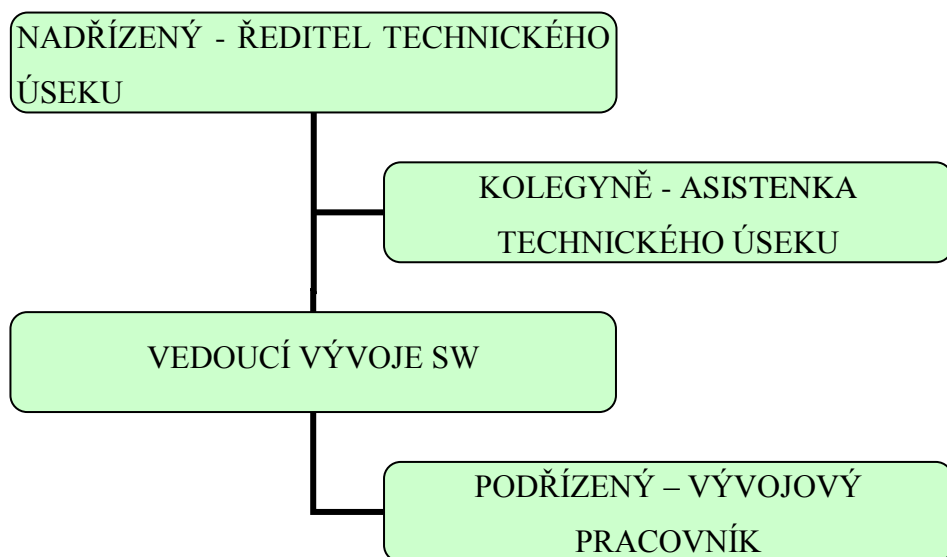 NADŘÍZENÝ - ŘEDITEL TECHNICKÉHO
ÚSEKU
KOLEGYNĚ - ASISTENKA
TECHNICKÉHO ÚSEKU
VEDOUCÍ VÝVOJE SW
PODŘÍZENÝ – VÝVOJOVÝ
PRACOVNÍK